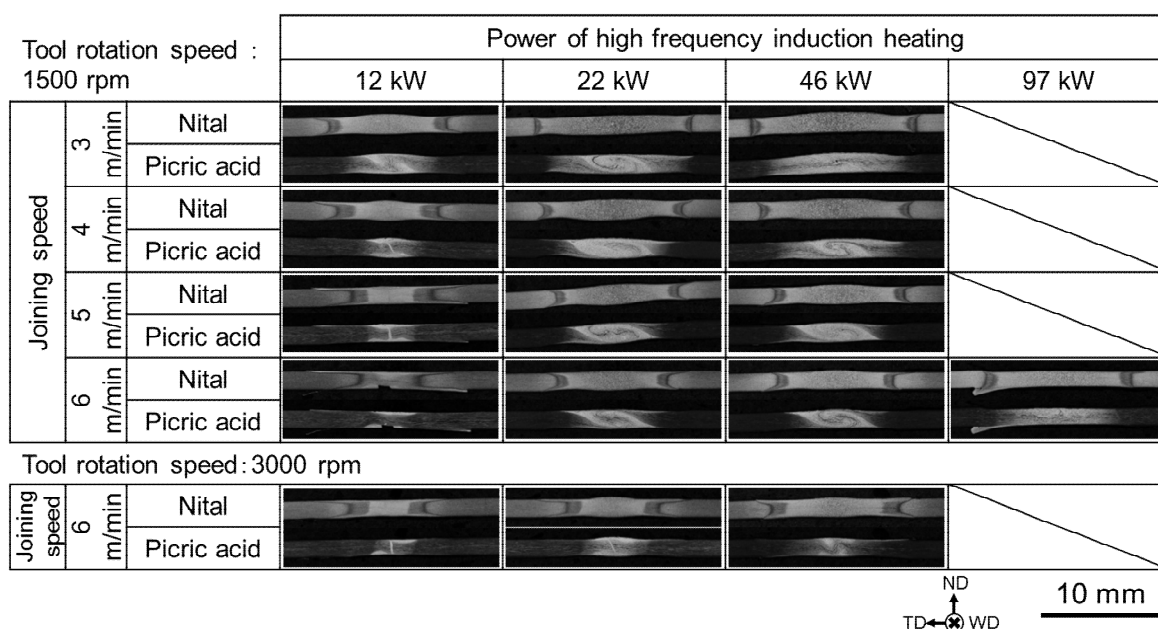 Tool rotation speed :
1500 rpm
Power of high frequency induction heating
12 kW
22 kW
46 kW
97 kW
Joining speed
3
m/min
Nital
Picric acid
4
m/min
Nital
Picric acid
5
m/min
Nital
Picric acid
6
m/min
Nital
Picric acid
Tool rotation speed:3000 rpm
Joining
speed
6
m/min
Nital
Picric acid
ND
TD
WD
10 mm